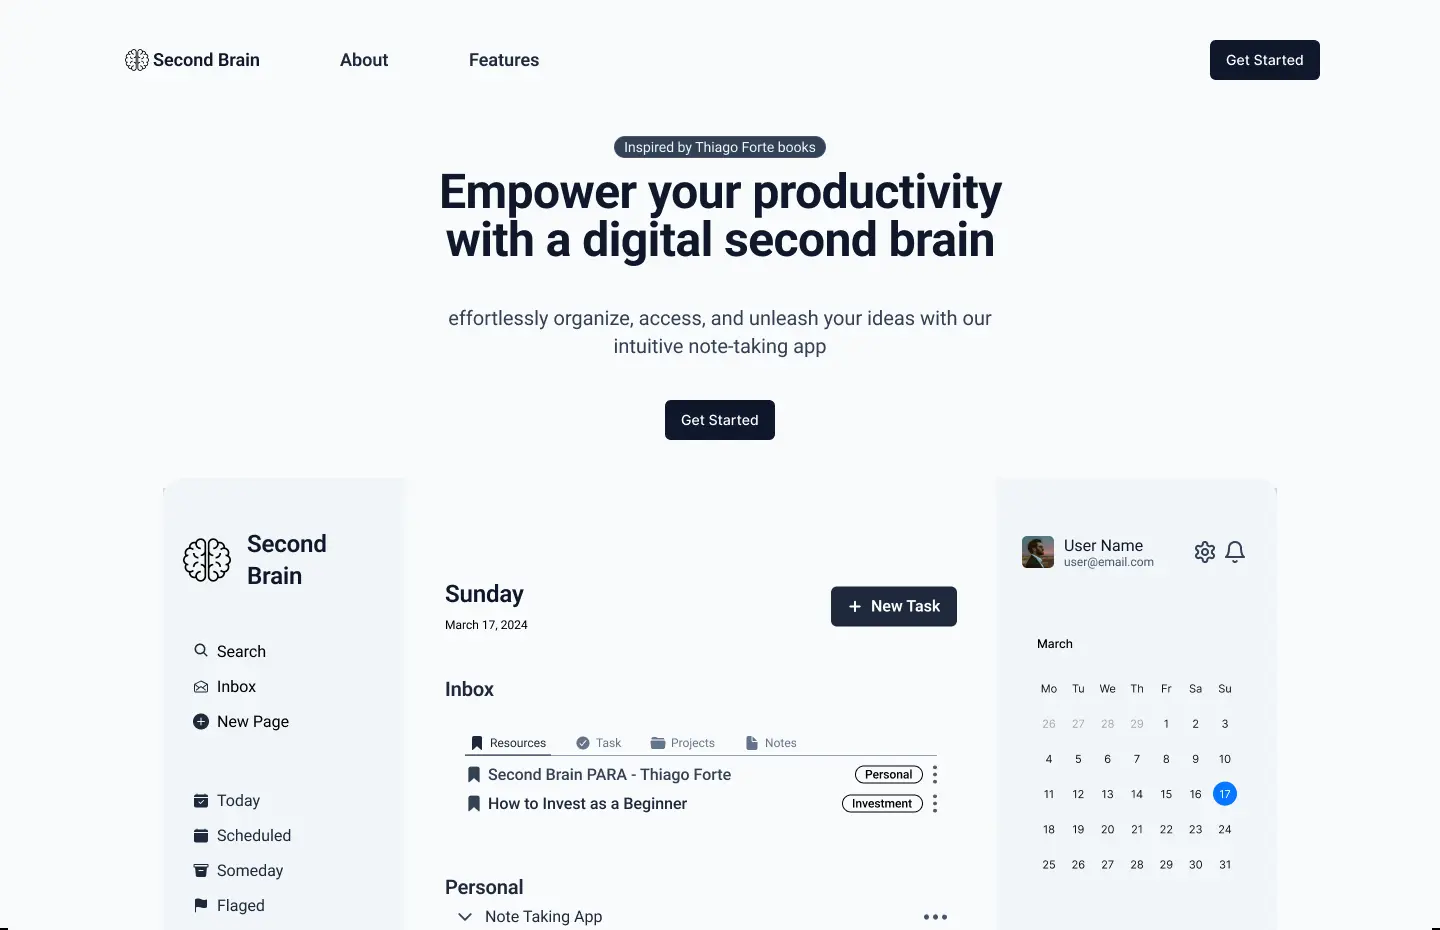 Second Brain
About
Features
Get Started
Inspired by Thiago Forte books
Empower your productivity
with a digital second brain
effortlessly organize, access, and unleash your ideas with our
intuitive note-taking app
Get Started
Second
Brain
Search
Inbox
New Page
Today
Scheduled
Someday
Flaged
Sunday
March 17, 2024
+ New Task
Inbox
Resources Task Projects Notes
Second Brain PARA - Thiago Forte Personal
How to Invest as a Beginner Investment
Personal
Note Taking App
User Name
user@email.com
March
Mo Tu We Th Fr Sa Su
26 27 28 29 1 2 3
4 5 6 7 8 9 10
11 12 13 14 15 16 17
18 19 20 21 22 23 24
25 26 27 28 29 30 31